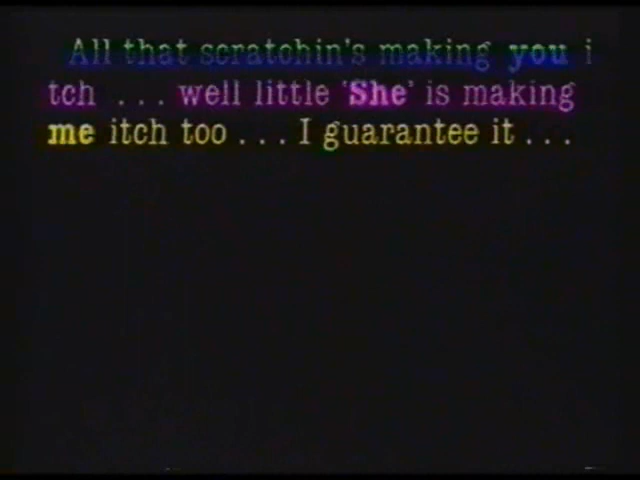 All that scratchin's making you i
tch . . . well little 'She' is making
me itch too . . . I guarantee it . . .